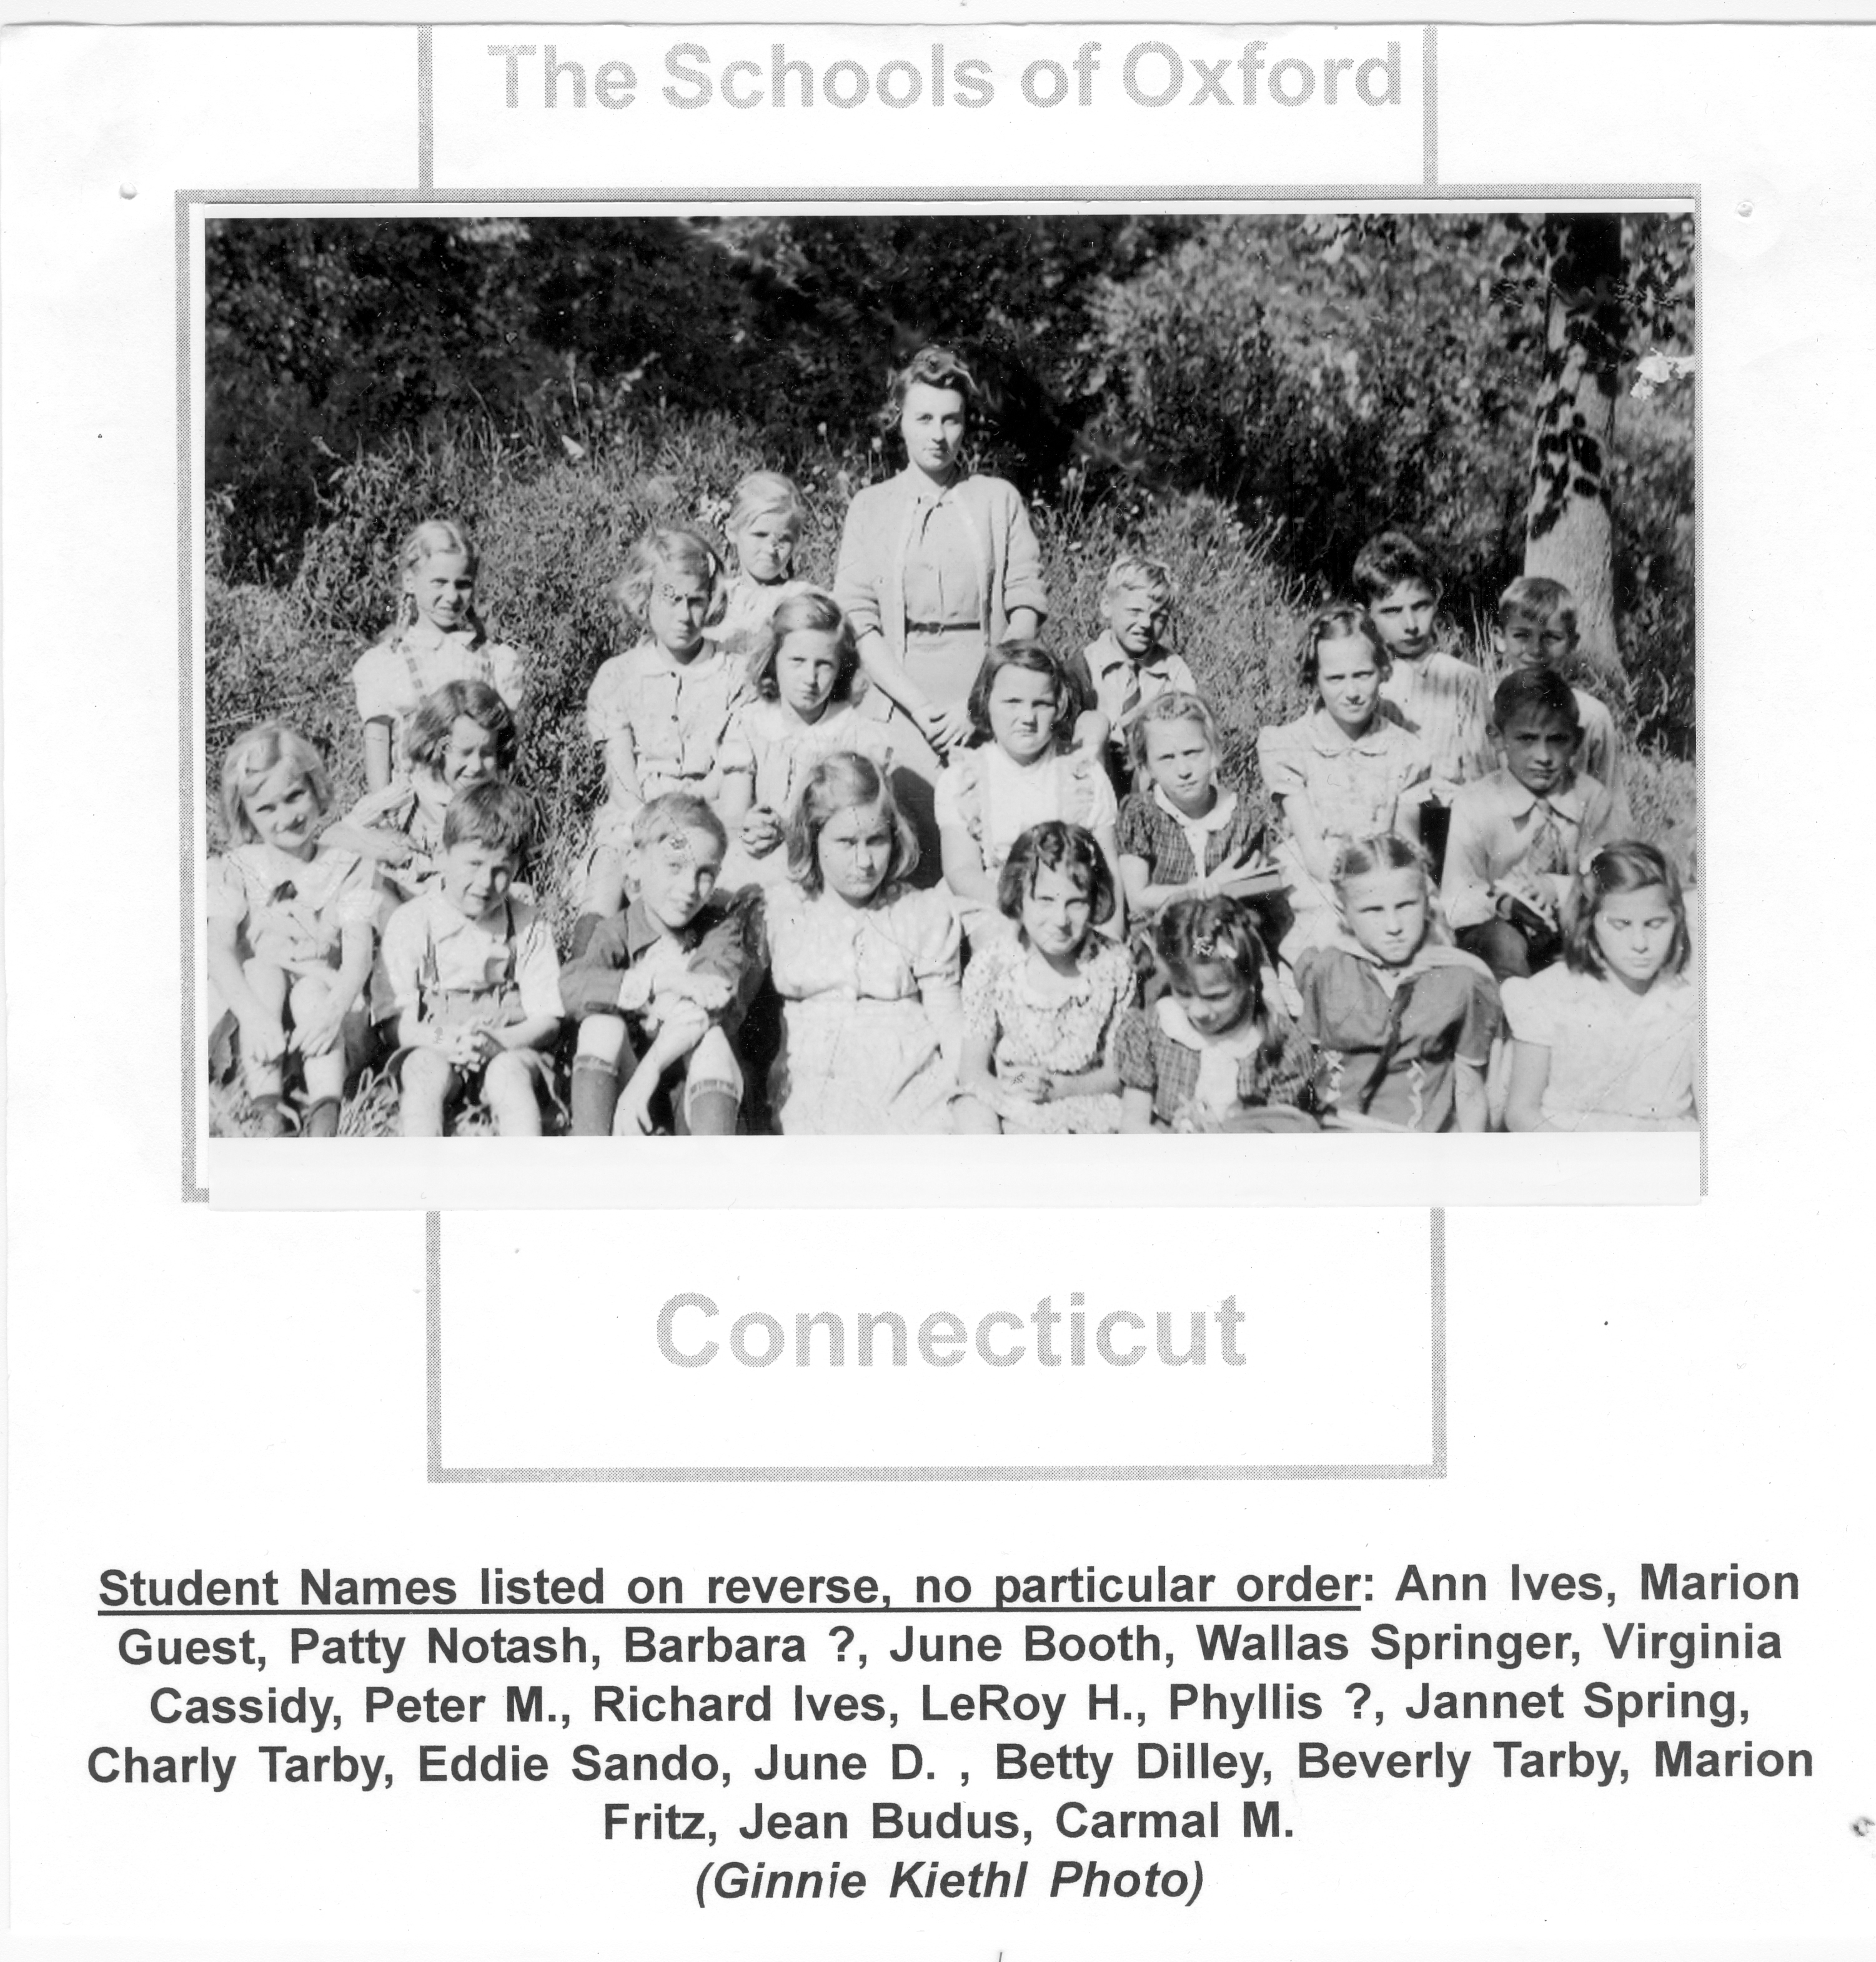 The Schools of Oxford
Connecticut
Student Names listed on reverse, no particular order: Ann Ives, Marion
Guest, Patty Notash, Barbara ?, June Booth, Wallas Springer, Virginia
Cassidy, Peter M., Richard Ives, LeRoy H., Phyllis ?, Jannet Spring,
Charly Tarby, Eddie Sando, June D. , Betty Dilley, Beverly Tarby, Marion
Fritz, Jean Budus, Carmal M.
(Ginnie Kiethl Photo)